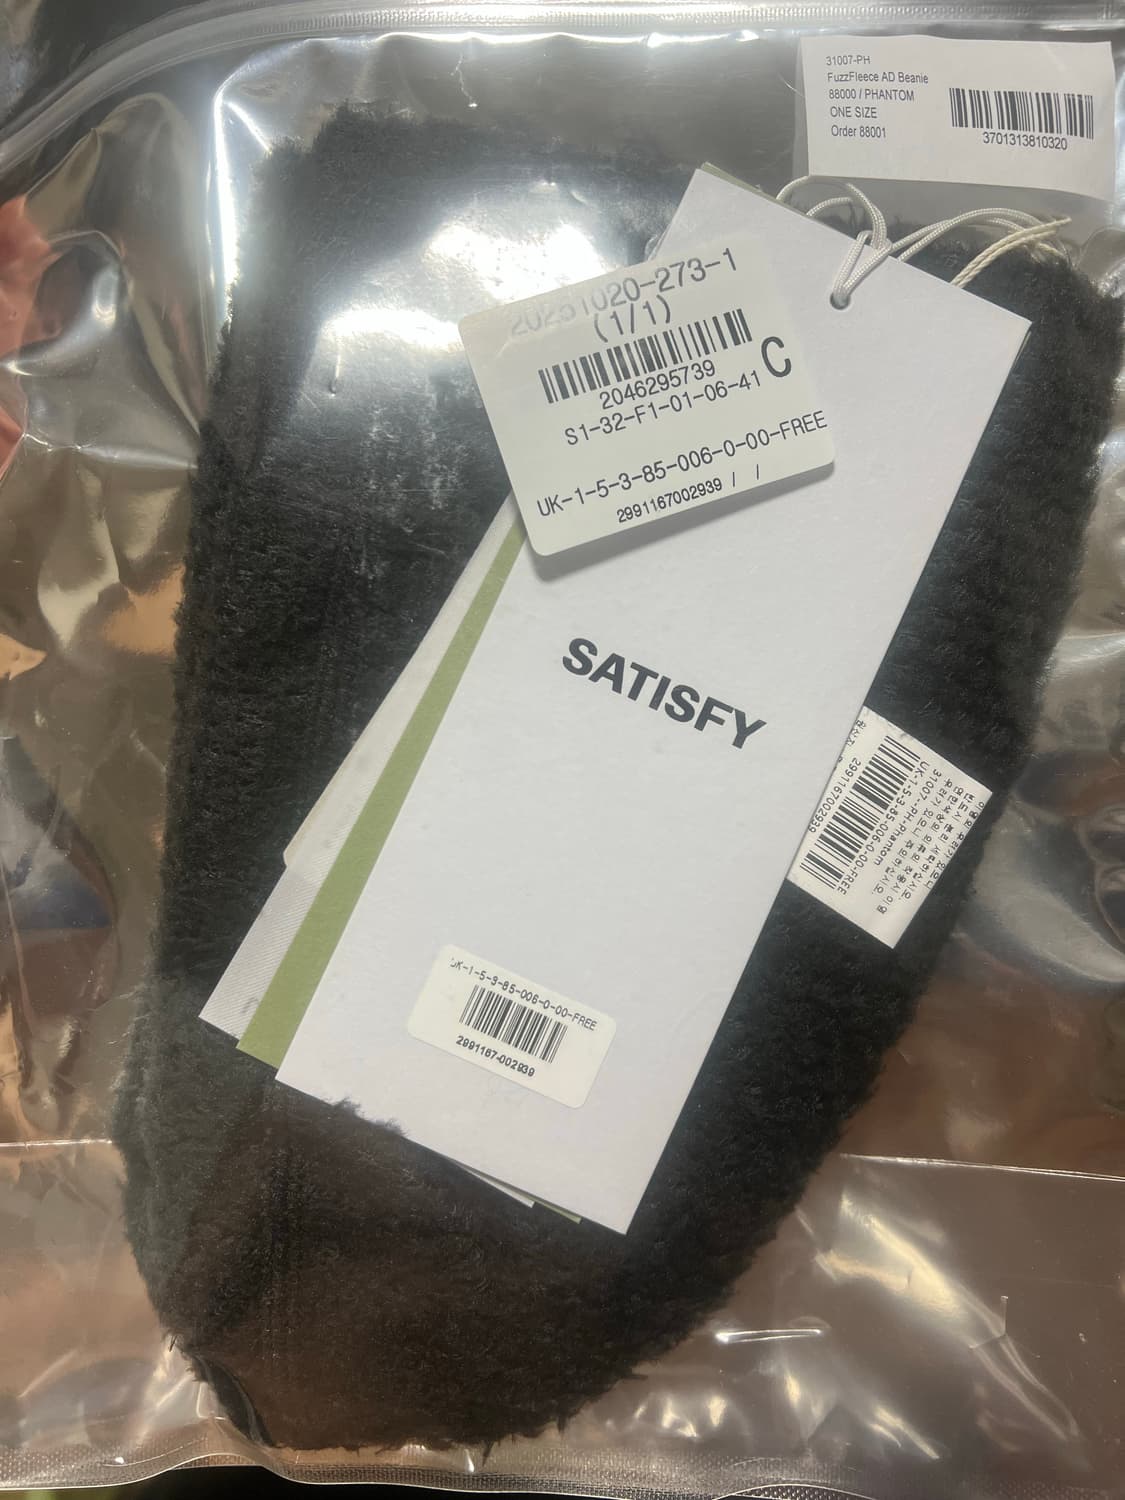 31007-PH
FuzzFleece AD Beanie
88000 / PHANTOM
ONE SIZE
Order 88001
3701313810320
20251020-273-1
(1/1)
2046295739
C
S1-32-F1-01-06-41
UK-1-5-3-85-006-0-00-FREE
2991167002939 / /
SATISFY
UK-1-5-3-85-006-0-00-FREE
2991167-002939
31007--PH-Phantom
UK-1-5-3-85-006-0-00-FREE
2991167002939